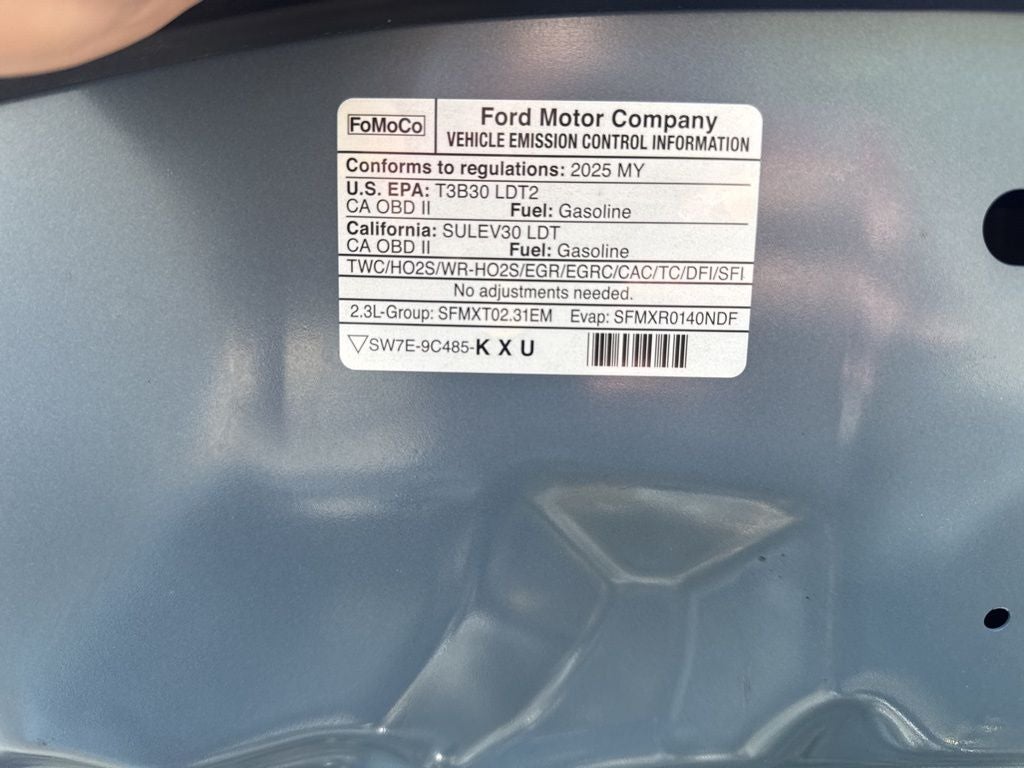 FoMoCo
Ford Motor Company
VEHICLE EMISSION CONTROL INFORMATION
Conforms to regulations: 2025 MY
U.S. EPA: T3B30 LDT2
CA OBD II Fuel: Gasoline
California: SULEV30 LDT
CA OBD II Fuel: Gasoline
TWC/HO2S/WR-HO2S/EGR/EGRC/CAC/TC/DFI/SFI
No adjustments needed.
2.3L-Group: SFMXT02.31EM Evap: SFMXR0140NDF
SW7E-9C485-K X U